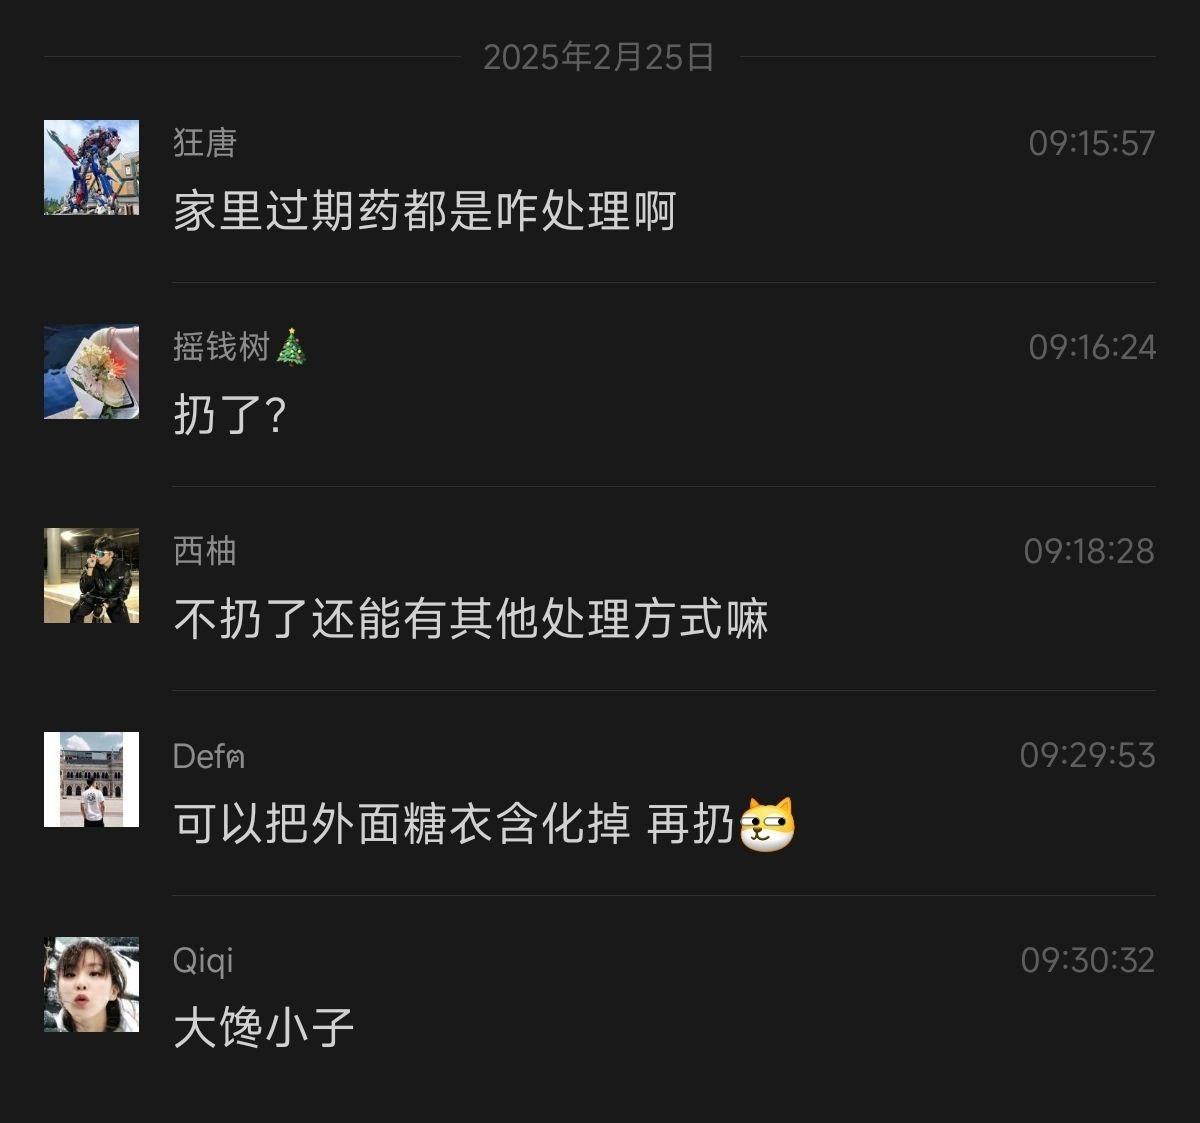 2025年2月25日
狂唐 09:15:57
家里过期药都是咋处理啊
摇钱树🎄 09:16:24
扔了?
西柚 09:18:28
不扔了还能有其他处理方式嘛
Defค 09:29:53
可以把外面糖衣含化掉 再扔
Qiqi 09:30:32
大馋小子